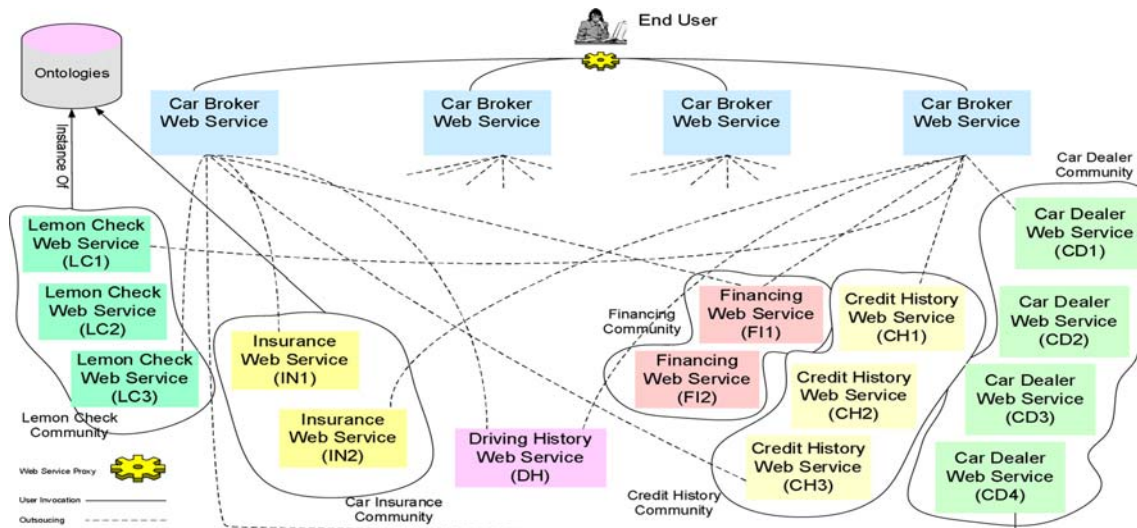 End User
Ontologies
Car Broker
Web Service
Car Broker
Web Service
Car Broker
Web Service
Car Broker
Web Service
Instance Of
Car Dealer
Community
Lemon Check
Web Service
(LC1)
Lemon Check
Web Service
(LC2)
Lemon Check
Web Service
(LC3)
Lemon Check
Community
Insurance
Web Service
(IN1)
Insurance
Web Service
(IN2)
Car Insurance
Community
Driving History
Web Service
(DH)
Financing
Community
Financing
Web Service
(FI1)
Financing
Web Service
(FI2)
Credit History
Web Service
(CH1)
Credit History
Web Service
(CH2)
Credit History
Web Service
(CH3)
Credit History
Community
Car Dealer
Web Service
(CD1)
Car Dealer
Web Service
(CD2)
Car Dealer
Web Service
(CD3)
Car Dealer
Web Service
(CD4)
Web Service Proxy
User Invocation
Outsoucing